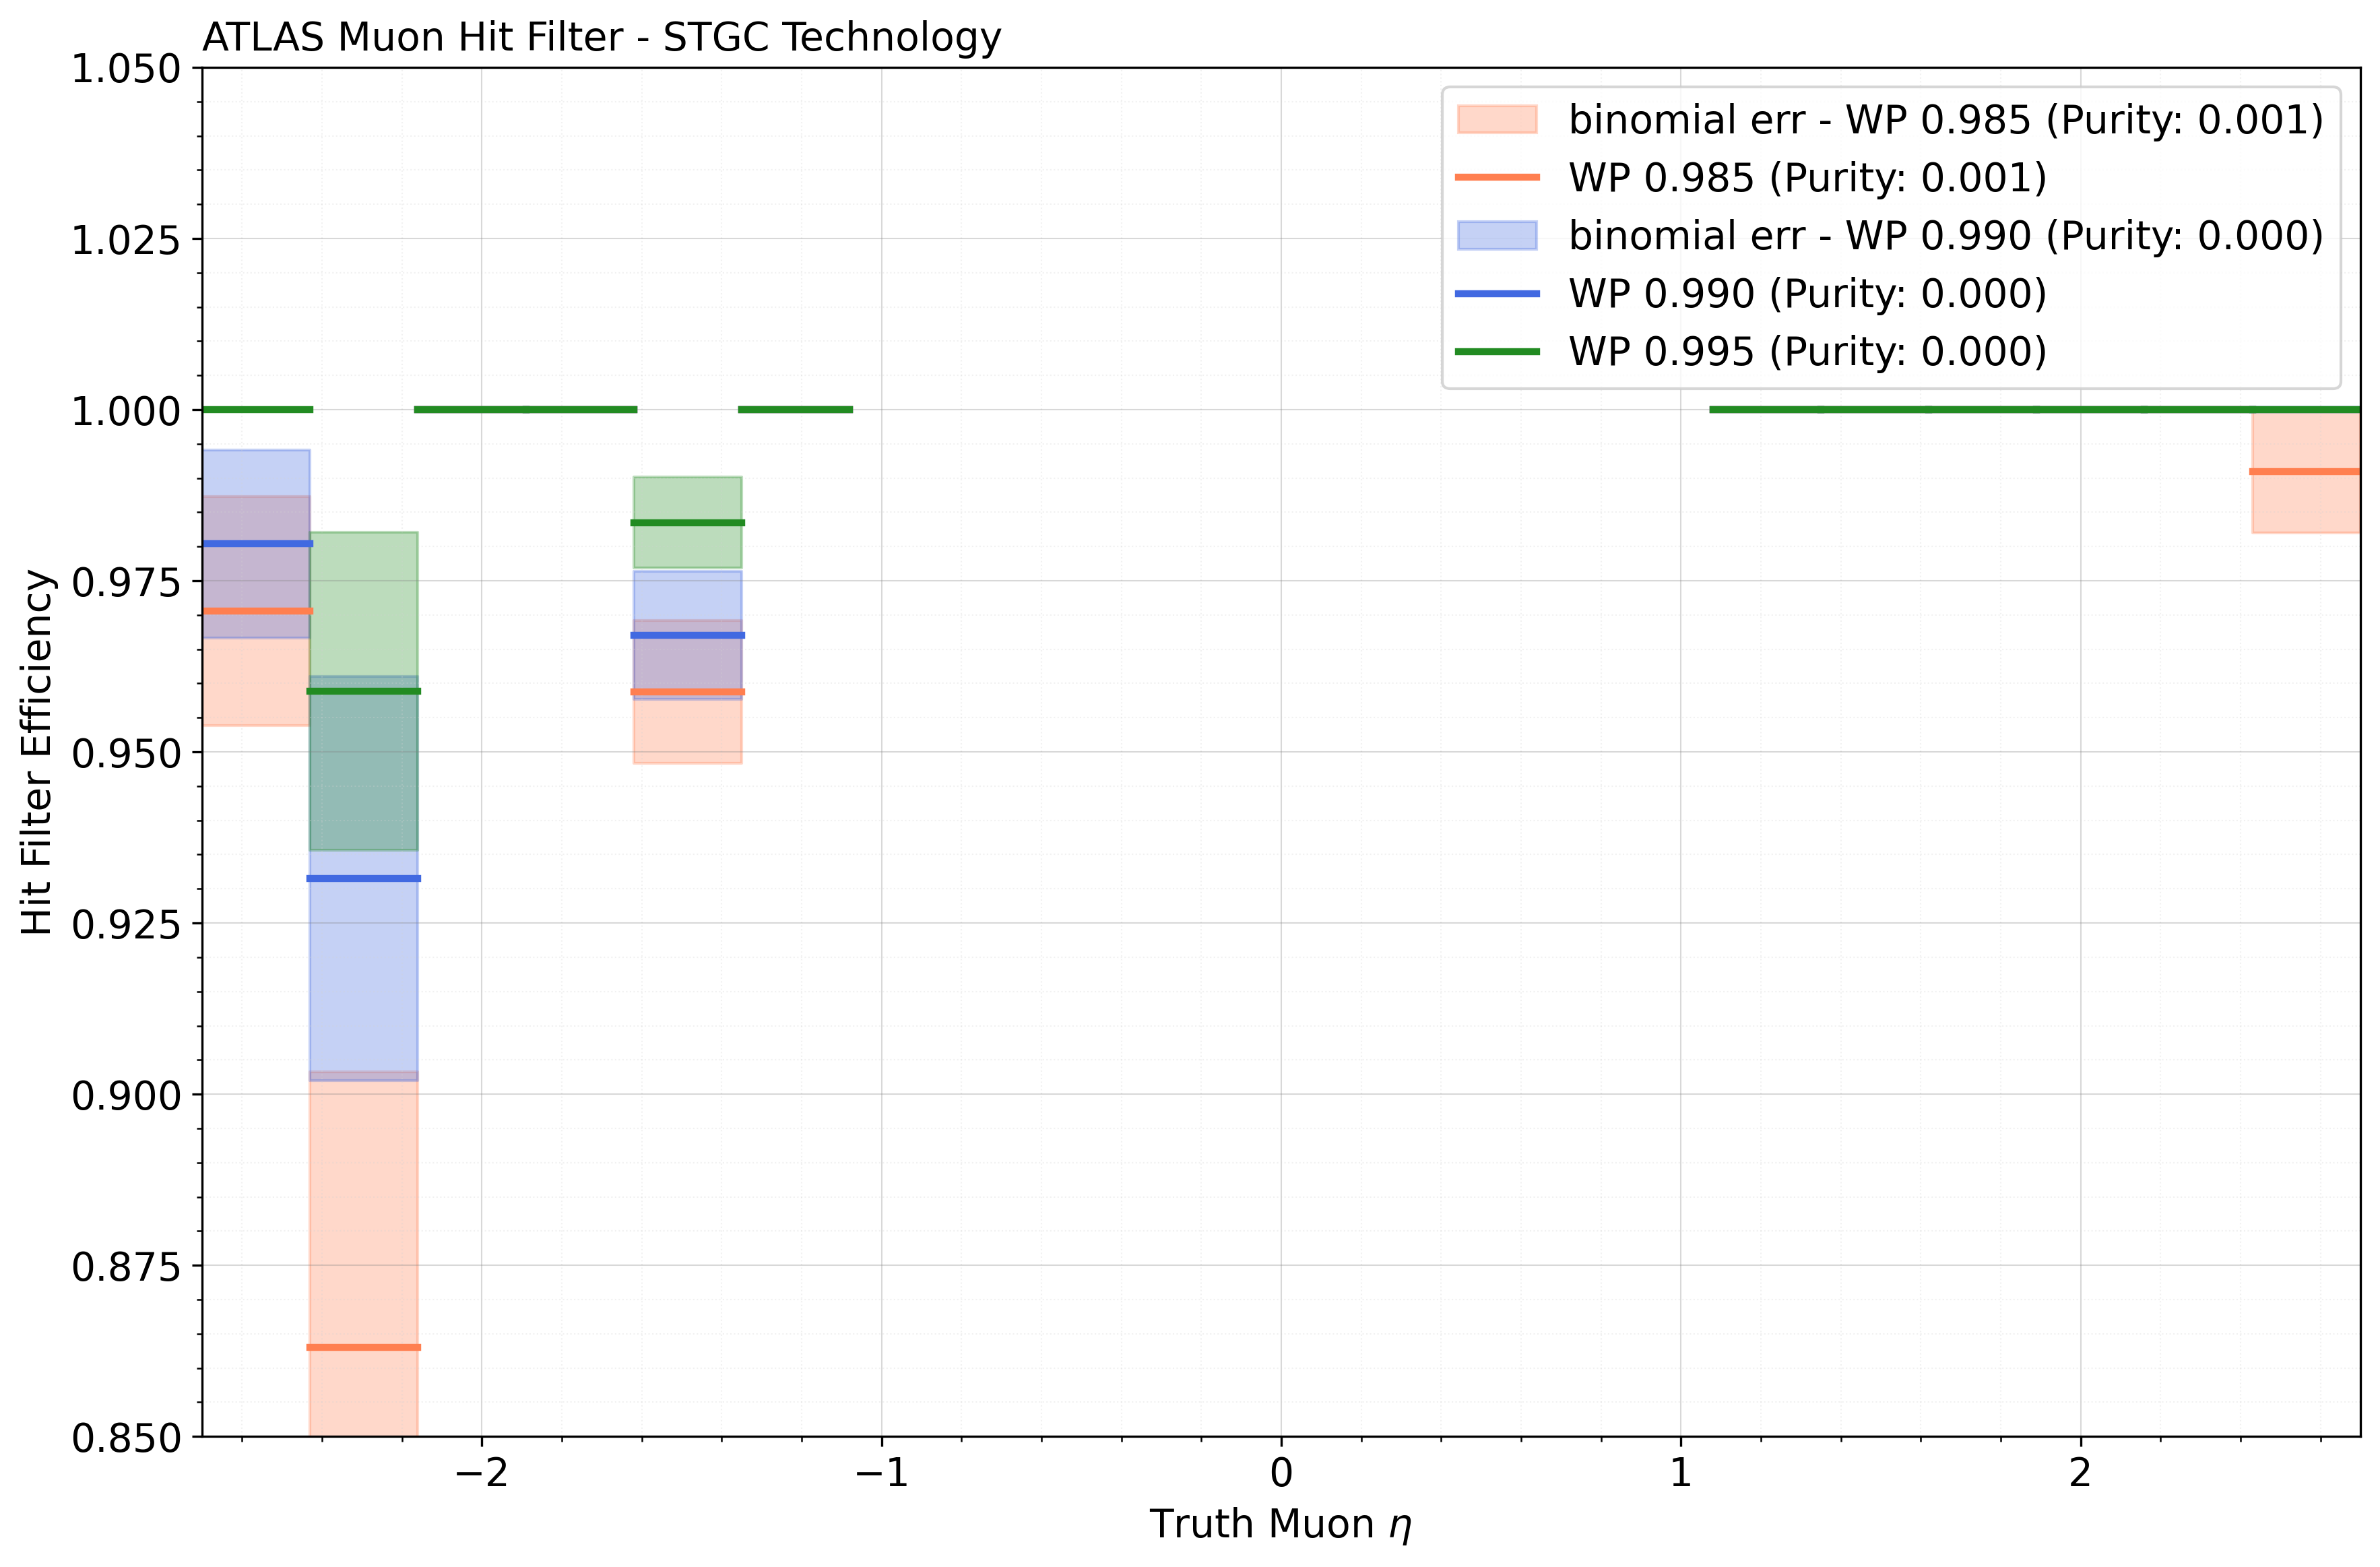 ATLAS Muon Hit Filter - STGC Technology
1.050
1.025
1.000
0.975
0.950
0.925
0.900
0.875
0.850
Hit Filter Efficiency
binomial err - WP 0.985 (Purity: 0.001)
WP 0.985 (Purity: 0.001)
binomial err - WP 0.990 (Purity: 0.000)
WP 0.990 (Purity: 0.000)
WP 0.995 (Purity: 0.000)
−2 −1 0 1 2
Truth Muon η